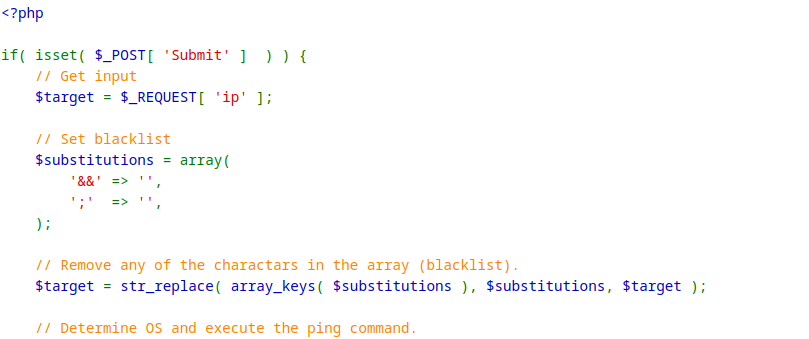 <?php
if( isset( $_POST[ 'Submit' ]  ) ) {
// Get input
$target = $_REQUEST[ 'ip' ];
// Set blacklist
$substitutions = array(
'&&' => '',
';'  => '',
);
// Remove any of the charactars in the array (blacklist).
$target = str_replace( array_keys( $substitutions ), $substitutions, $target );
// Determine OS and execute the ping command.